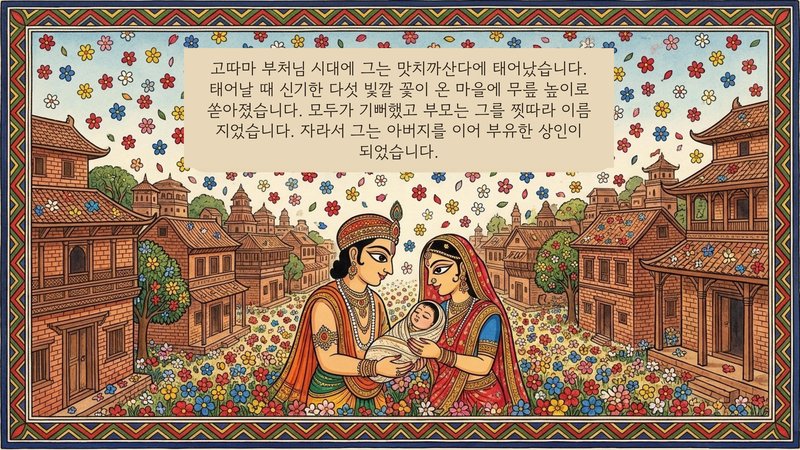 고따마 부처님 시대에 그는 맛치까산다에 태어났습니다.
태어날 때 신기한 다섯 빛깔 꽃이 온 마을에 무릎 높이로
쏟아졌습니다. 모두가 기뻐했고 부모는 그를 찟따라 이름
지었습니다. 자라서 그는 아버지를 이어 부유한 상인이
되었습니다.